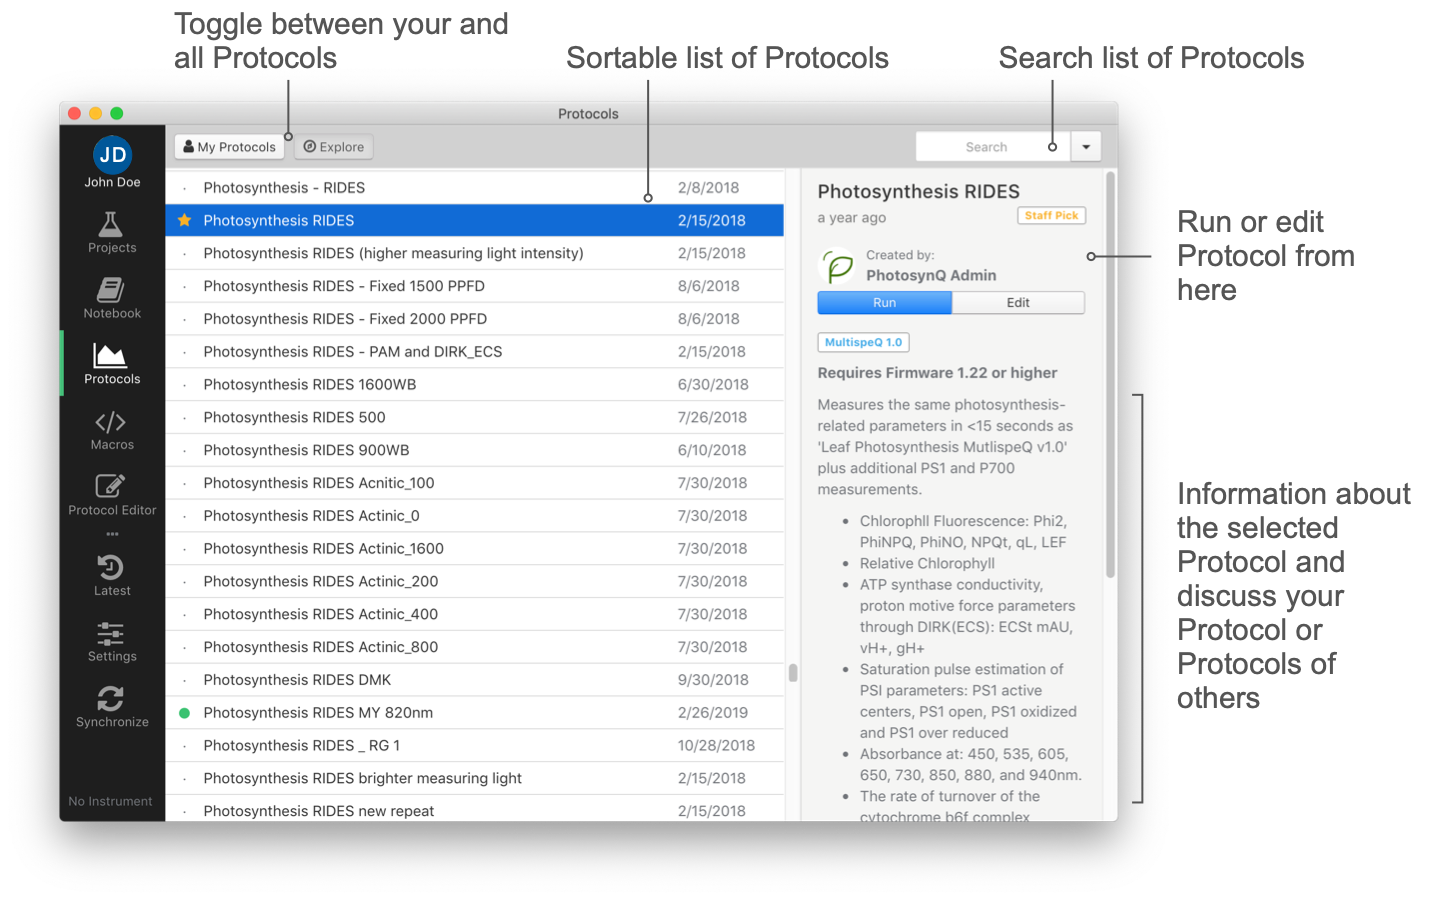 Toggle between your and
all Protocols
Sortable list of Protocols
Search list of Protocols
Protocols
JD
John Doe
Projects
Notebook
Protocols
Macros
Protocol Editor
Latest
Settings
Synchronize
No Instrument
My Protocols
Explore
Search
Photosynthesis - RIDES 2/8/2018
Photosynthesis RIDES 2/15/2018
Photosynthesis RIDES (higher measuring light intensity) 2/15/2018
Photosynthesis RIDES - Fixed 1500 PPFD 8/6/2018
Photosynthesis RIDES - Fixed 2000 PPFD 8/6/2018
Photosynthesis RIDES - PAM and DIRK_ECS 2/15/2018
Photosynthesis RIDES 1600WB 6/30/2018
Photosynthesis RIDES 500 7/26/2018
Photosynthesis RIDES 900WB 6/10/2018
Photosynthesis RIDES Acnitic_100 7/30/2018
Photosynthesis RIDES Actinic_0 7/30/2018
Photosynthesis RIDES Actinic_1600 7/30/2018
Photosynthesis RIDES Actinic_200 7/30/2018
Photosynthesis RIDES Actinic_400 7/30/2018
Photosynthesis RIDES Actinic_800 7/30/2018
Photosynthesis RIDES DMK 9/30/2018
Photosynthesis RIDES MY 820nm 2/26/2019
Photosynthesis RIDES _ RG 1 10/28/2018
Photosynthesis RIDES brighter measuring light 2/15/2018
Photosynthesis RIDES new repeat 2/15/2018
Photosynthesis RIDES
a year ago
Staff Pick
Created by:
PhotosynQ Admin
Run
Edit
MultispeQ 1.0
Requires Firmware 1.22 or higher
Measures the same photosynthesis-
related parameters in <15 seconds as
'Leaf Photosynthesis MutlispeQ v1.0'
plus additional PS1 and P700
measurements.
• Chlorophll Fluorescence: Phi2,
PhiNPQ, PhiNO, NPQt, qL, LEF
• Relative Chlorophyll
• ATP synthase conductivity,
proton motive force parameters
through DIRK(ECS): ECSt mAU,
vH+, gH+
• Saturation pulse estimation of
PSI parameters: PS1 active
centers, PS1 open, PS1 oxidized
and PS1 over reduced
• Absorbance at: 450, 535, 605,
650, 730, 850, 880, and 940nm.
• The rate of turnover of the
cytochrome b6f complex
Run or edit
Protocol from
here
Information about
the selected
Protocol and
discuss your
Protocol or
Protocols of
others